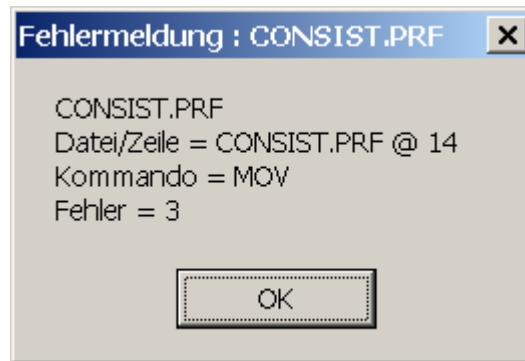 Fehlermeldung : CONSIST.PRF
CONSIST.PRF
Datei/Zeile = CONSIST.PRF @ 14
Kommando = MOV
Fehler = 3
OK